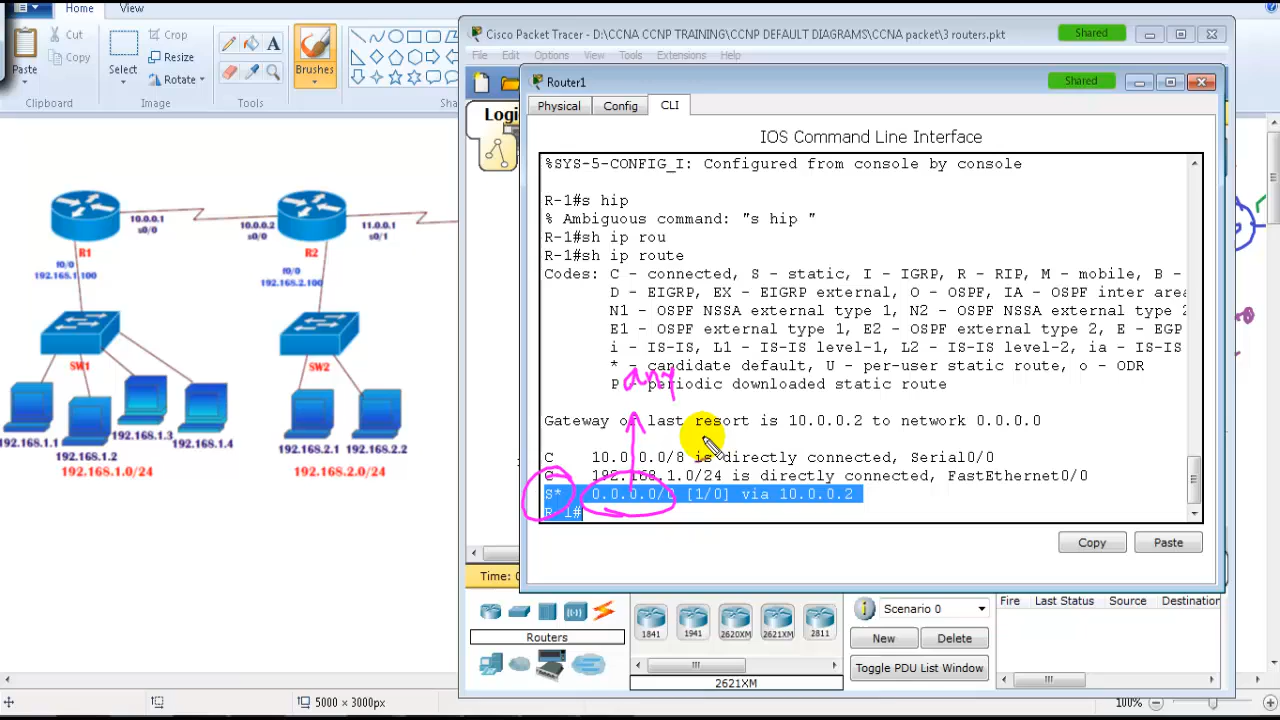 Home View
Cut
Copy
Paste
Clipboard
Select
Crop
Resize
Rotate
Image
Tools
Brushes
Cisco Packet Tracer - D:\CCNA CCNP TRAINING\CCNP DEFAULT DIAGRAMS\CCNA packet\3 routers.pkt
Shared
File Edit Options View Tools Extensions Help
Router1
Shared
Physical Config CLI
IOS Command Line Interface
%SYS-5-CONFIG_I: Configured from console by console
R-1#s hip
% Ambiguous command: "s hip "
R-1#sh ip rou
R-1#sh ip route
Codes: C - connected, S - static, I - IGRP, R - RIP, M - mobile, B -
D - EIGRP, EX - EIGRP external, O - OSPF, IA - OSPF inter area
N1 - OSPF NSSA external type 1, N2 - OSPF NSSA external type 2
E1 - OSPF external type 1, E2 - OSPF external type 2, E - EGP
i - IS-IS, L1 - IS-IS level-1, L2 - IS-IS level-2, ia - IS-IS
* - candidate default, U - per-user static route, o - ODR
P - periodic downloaded static route
any
Gateway of last resort is 10.0.0.2 to network 0.0.0.0
C 10.0.0.0/8 is directly connected, Serial0/0
C 192.168.1.0/24 is directly connected, FastEthernet0/0
S* 0.0.0.0/0 [1/0] via 10.0.0.2
R-1#
Copy Paste
10.0.0.1
s0/0
10.0.0.2
s0/0
11.0.0.1
s0/1
R1
R2
f0/0
192.168.1.100
f0/0
192.168.2.100
SW1
SW2
192.168.1.2
192.168.1.3
192.168.1.4
192.168.2.1
192.168.2.2
192.168.1.0/24
192.168.2.0/24
Time:
Routers
1841 1941 2620XM 2621XM 2811
2621XM
Scenario 0
New Delete
Toggle PDU List Window
Fire Last Status Source Destination
5000 × 3000px
100%